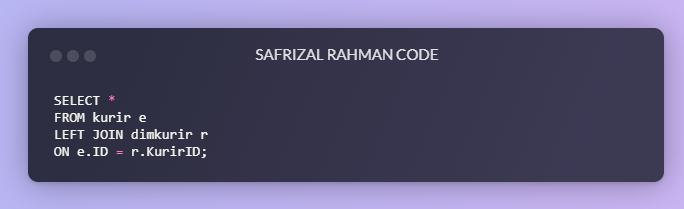 SAFRIZAL RAHMAN CODE
SELECT *
FROM kurir e
LEFT JOIN dimkurir r
ON e.ID = r.KurirID;